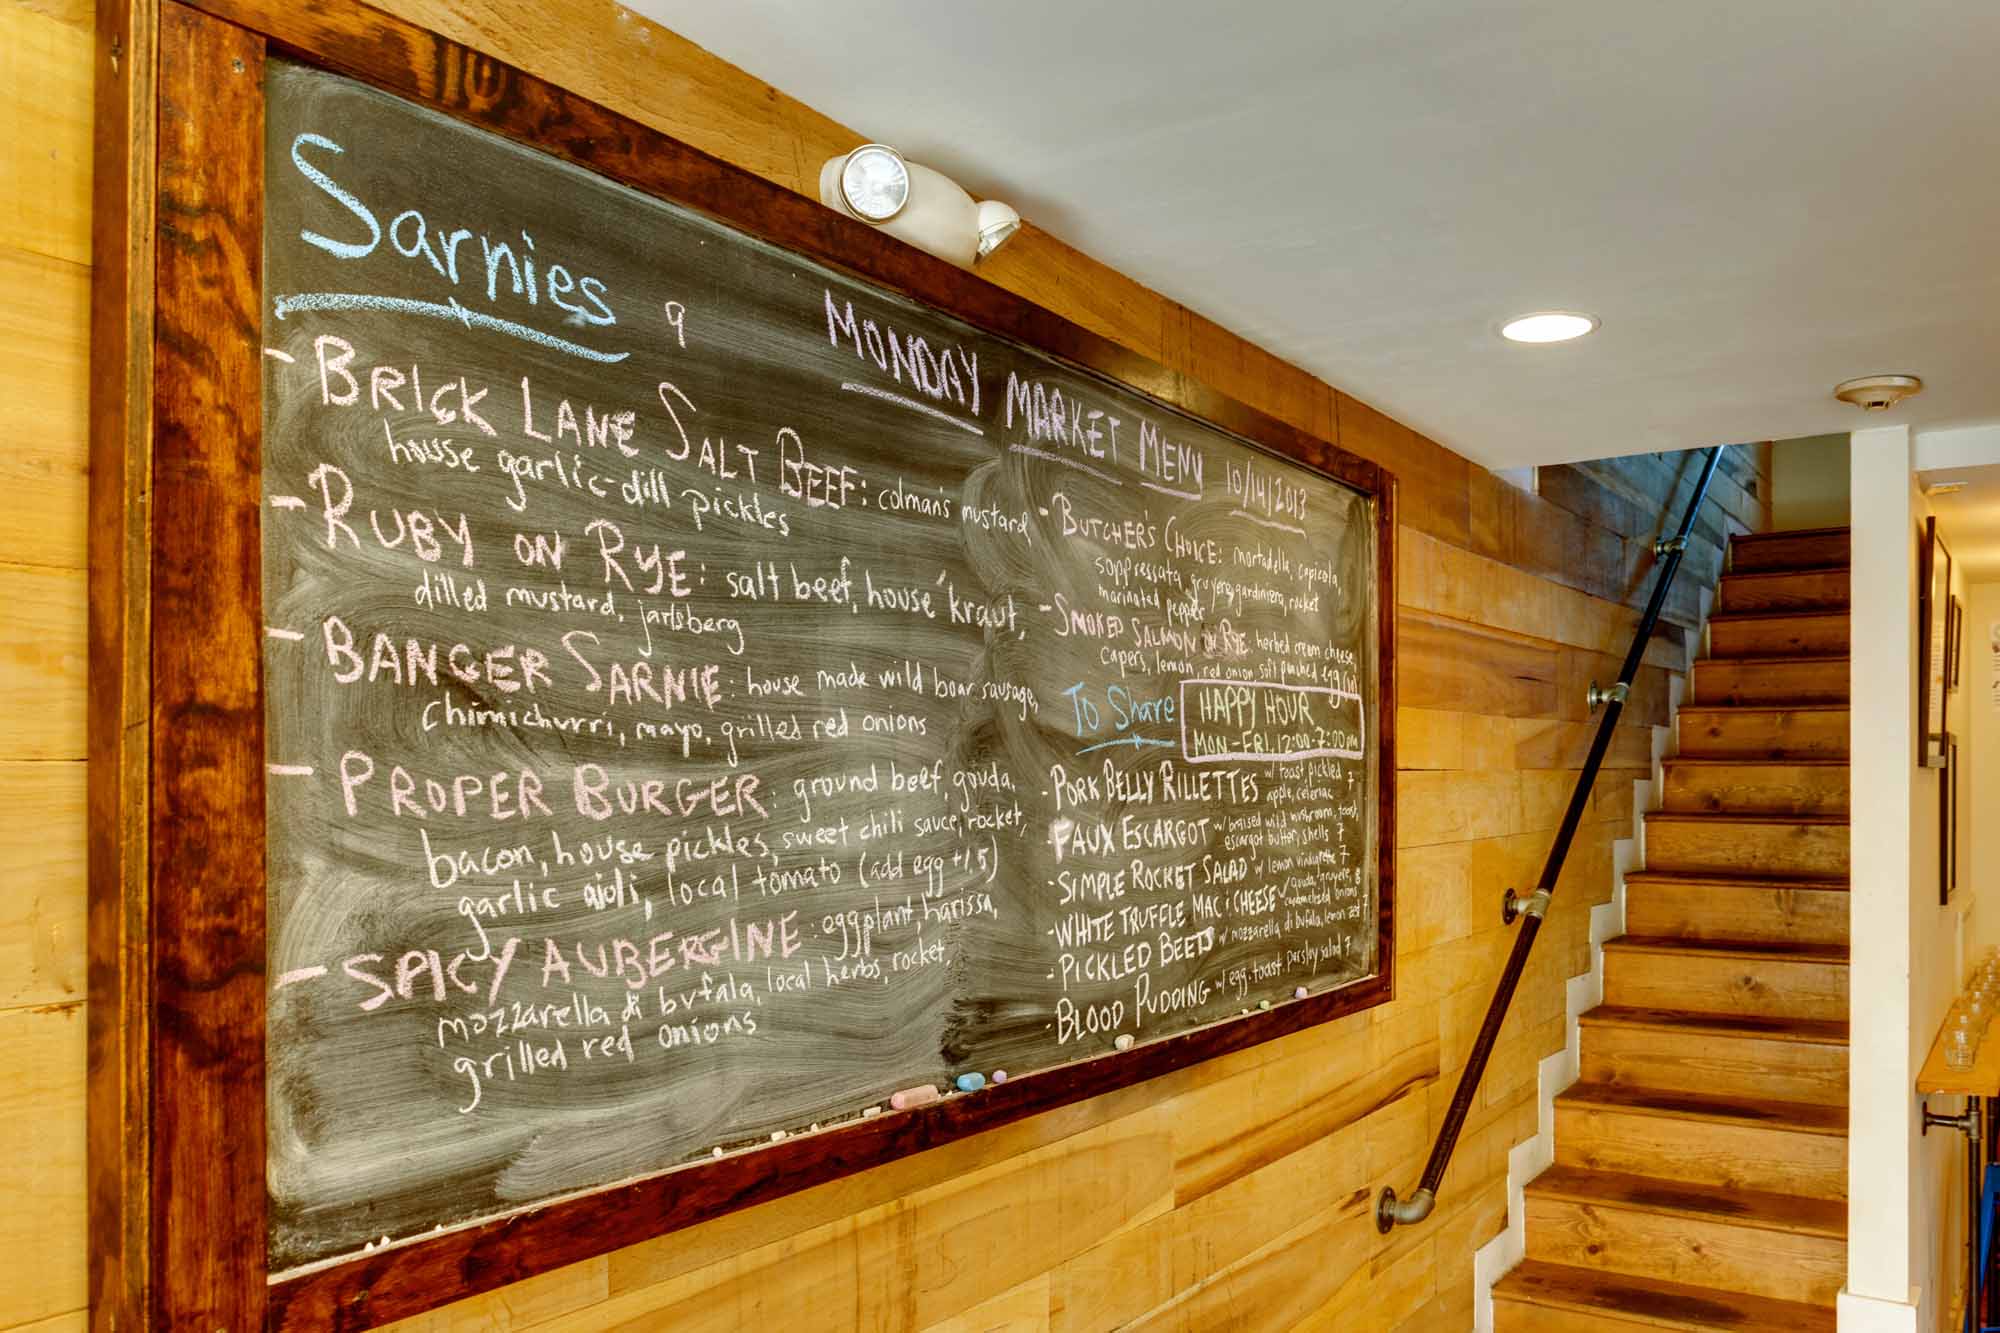 Sarnies 9
- BRICK LANE SALT BEEF: colman's mustard
house garlic-dill pickles
- RUBY ON RYE: salt beef, house 'kraut,
dilled mustard, jarlsberg
- BANGER SARNIE: house made wild boar sausage,
chimichurri, mayo, grilled red onions
- PROPER BURGER: ground beef, gouda,
bacon, house pickles, sweet chili sauce, rocket,
garlic aioli, local tomato (add egg +1.5)
- SPICY AUBERGINE: eggplant, harissa,
mozzarella di bufala, local herbs, rocket,
grilled red onions
MONDAY MARKET MENU 10/14/2013
- BUTCHER'S CHOICE: mortadella, capicola,
soppressata, gruyere, gardiniera, rocket
marinated pepper
- SMOKED SALMON ON RYE: herbed cream cheese,
capers, lemon, red onion, soft poached egg
To Share
HAPPY HOUR
MON-FRI, 12:00-7:00pm
- PORK BELLY RILLETTES w/ toast, pickled
apple, celeriac 7
- FAUX ESCARGOT w/ braised wild mushroom, toast,
escargot butter, shells 7
- SIMPLE ROCKET SALAD w/ lemon vinaigrette 7
- WHITE TRUFFLE MAC & CHEESE w/ gouda, gruyere, &
caramelized onions
- PICKLED BEETS w/ mozzarella di bufala, lemon zest 7
- BLOOD PUDDING w/ egg, toast, parsley salad 7